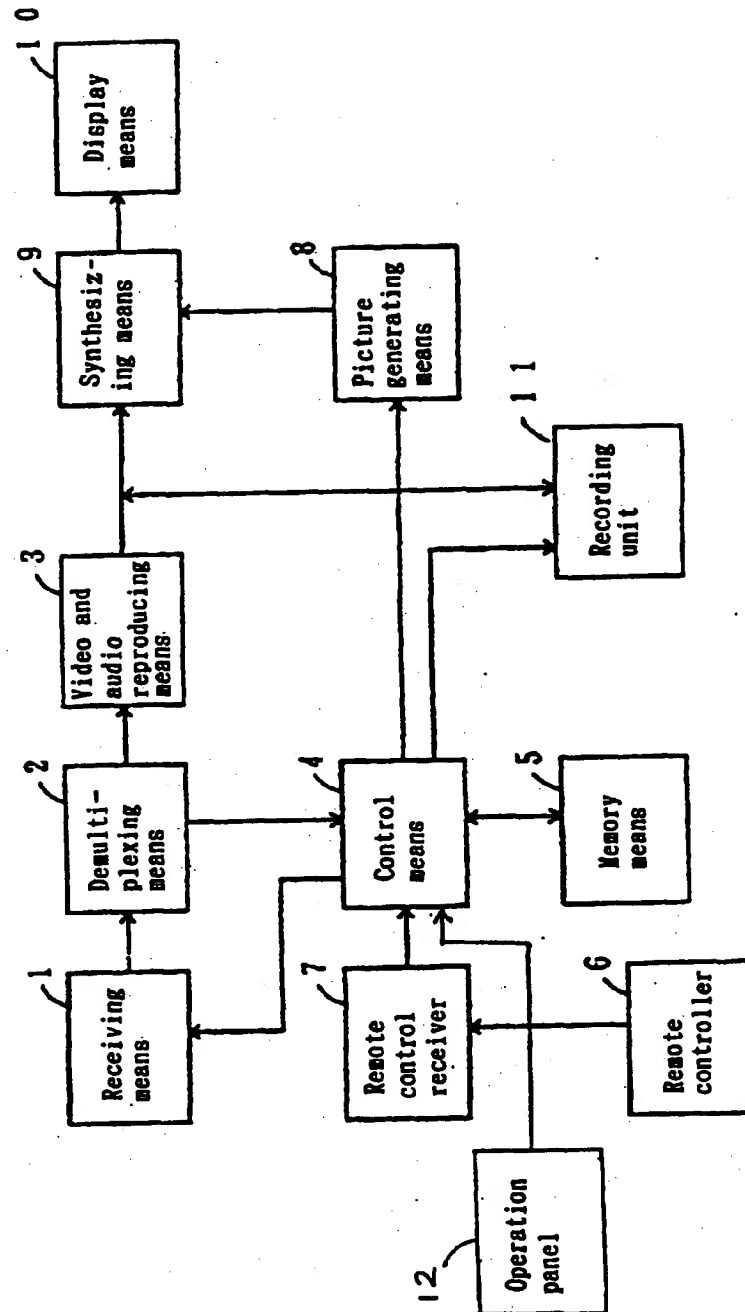 1
Receiving
means
2
Demulti-
plexing
means
3
Video and
audio
reproducing
means
9
Synthesiz-
ing means
10
Display
means
7
Remote
control
receiver
4
Control
means
8
Picture
generating
means
6
Remote
controller
5
Memory
means
11
Recording
unit
12
Operation
panel